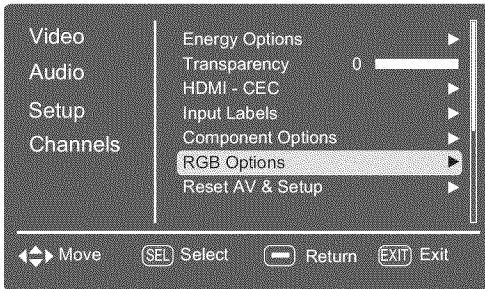 Video
Audio
Setup
Channels
Energy Options
Transparency 0
HDMI - CEC
Input Labels
Component Options
RGB Options
Reset AV & Setup
Move SEL Select Return EXIT Exit